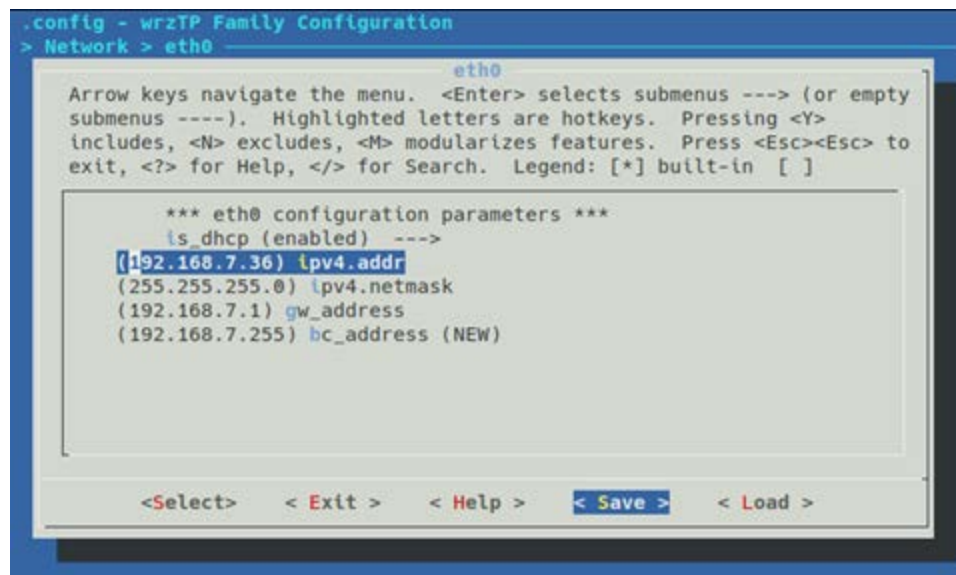 .config - wrzTP Family Configuration
> Network > eth0
eth0
Arrow keys navigate the menu. <Enter> selects submenus ---> (or empty
submenus ----). Highlighted letters are hotkeys. Pressing <Y>
includes, <N> excludes, <M> modularizes features. Press <Esc><Esc> to
exit, <?> for Help, </> for Search. Legend: [*] built-in [ ]
*** eth0 configuration parameters ***
is_dhcp (enabled) --->
(192.168.7.36) ipv4.addr
(255.255.255.0) ipv4.netmask
(192.168.7.1) gw_address
(192.168.7.255) bc_address (NEW)
<Select> < Exit > < Help > < Save > < Load >